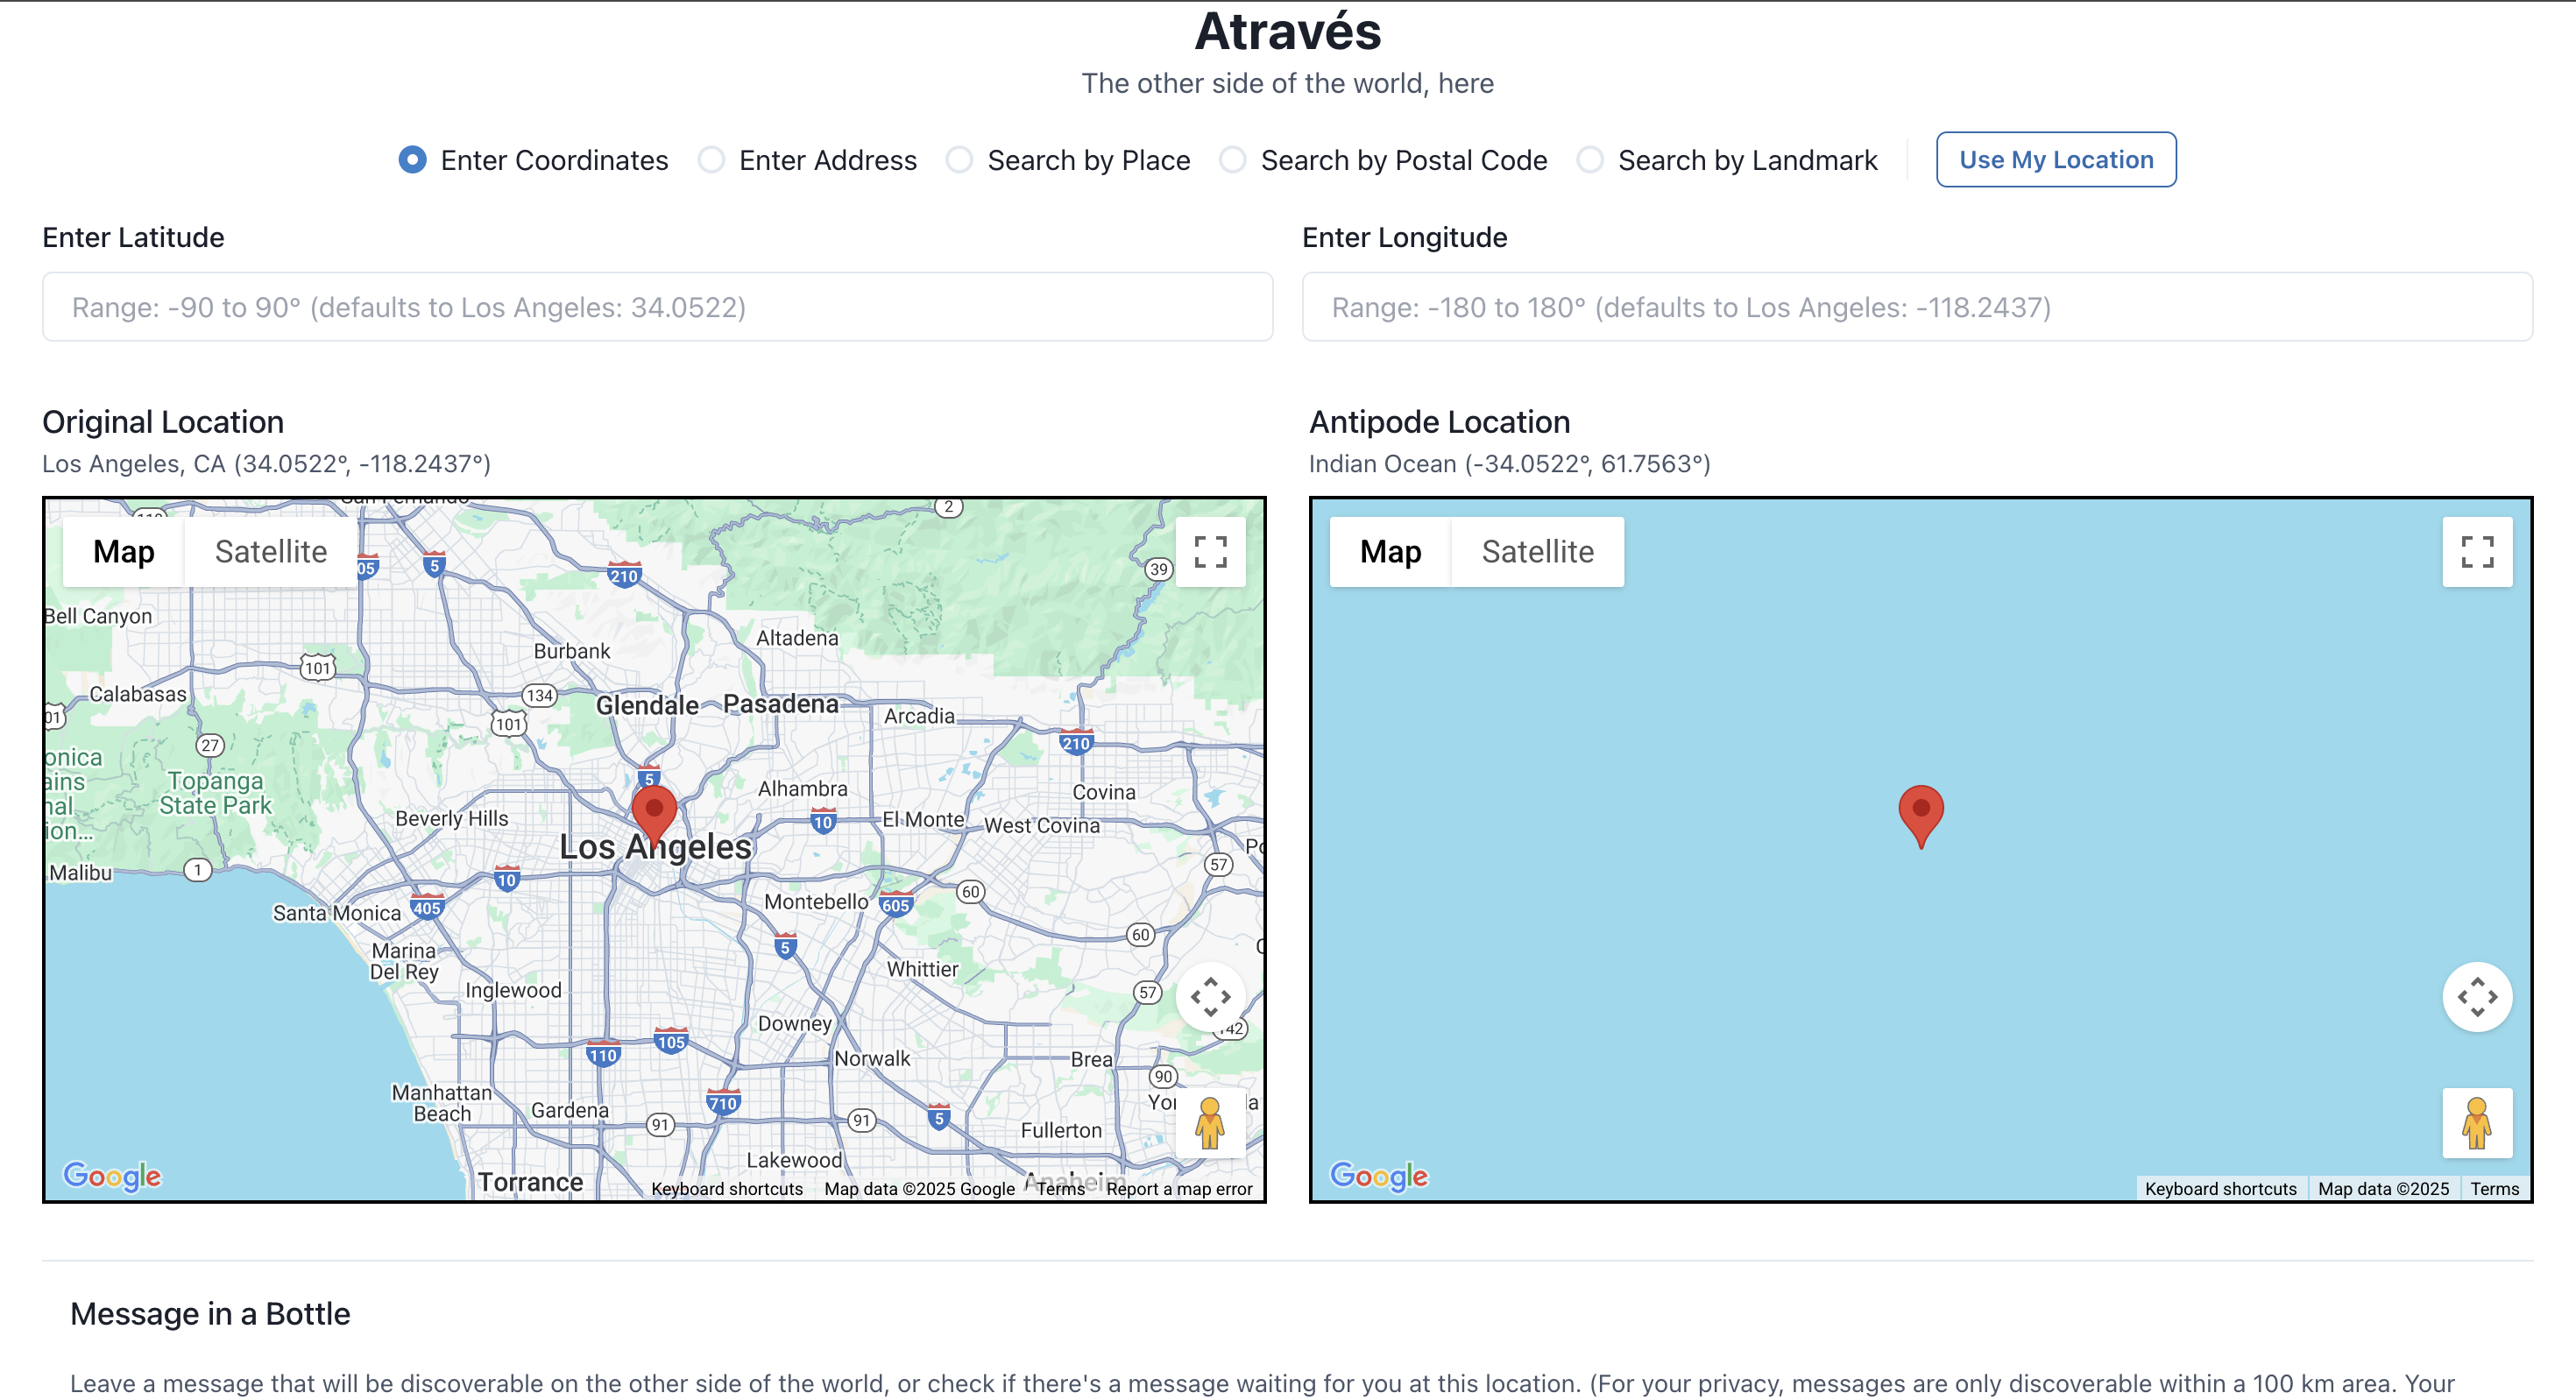 Através
The other side of the world, here
Enter Coordinates
Enter Address
Search by Place
Search by Postal Code
Search by Landmark
Use My Location
Enter Latitude
Range: -90 to 90° (defaults to Los Angeles: 34.0522)
Enter Longitude
Range: -180 to 180° (defaults to Los Angeles: -118.2437)
Original Location
Los Angeles, CA (34.0522°, -118.2437°)
Map
Satellite
2
5
210
39
Bell Canyon
Burbank
Altadena
101
Calabasas
134
Glendale
Pasadena
Arcadia
101
27
210
Topanga
State Park
5
Alhambra
Covina
Beverly Hills
10
El Monte
West Covina
Los Angeles
Malibu
1
10
57
60
Santa Monica
405
Montebello
605
5
60
Marina
Del Rey
Whittier
Inglewood
57
Downey
110
105
Norwalk
Brea
90
Manhattan
Beach
Gardena
710
91
91
5
Fullerton
Lakewood
Torrance
Anaheim
Google
Keyboard shortcuts
Map data ©2025 Google
Terms
Report a map error
Antipode Location
Indian Ocean (-34.0522°, 61.7563°)
Map
Satellite
Google
Keyboard shortcuts
Map data ©2025
Terms
Message in a Bottle
Leave a message that will be discoverable on the other side of the world, or check if there's a message waiting for you at this location. (For your privacy, messages are only discoverable within a 100 km area. Your